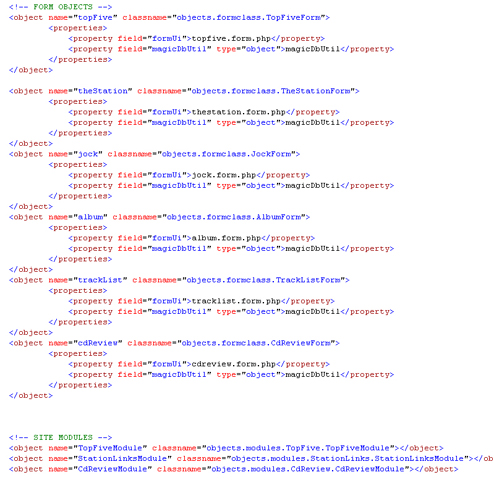 <!-- FORM OBJECTS -->
<object name="topFive" classname="objects.formclass.TopFiveForm">
<properties>
<property field="formUi">topfive.form.php</property>
<property field="magicDbUtil" type="object">magicDbUtil</property>
</properties>
</object>
<object name="theStation" classname="objects.formclass.TheStationForm">
<properties>
<property field="formUi">thestation.form.php</property>
<property field="magicDbUtil" type="object">magicDbUtil</property>
</properties>
</object>
<object name="jock" classname="objects.formclass.JockForm">
<properties>
<property field="formUi">jock.form.php</property>
<property field="magicDbUtil" type="object">magicDbUtil</property>
</properties>
</object>
<object name="album" classname="objects.formclass.AlbumForm">
<properties>
<property field="formUi">album.form.php</property>
<property field="magicDbUtil" type="object">magicDbUtil</property>
</properties>
</object>
<object name="trackList" classname="objects.formclass.TrackListForm">
<properties>
<property field="formUi">tracklist.form.php</property>
<property field="magicDbUtil" type="object">magicDbUtil</property>
</properties>
</object>
<object name="cdReview" classname="objects.formclass.CdReviewForm">
<properties>
<property field="formUi">cdreview.form.php</property>
<property field="magicDbUtil" type="object">magicDbUtil</property>
</properties>
</object>
<!-- SITE MODULES -->
<object name="TopFiveModule" classname="objects.modules.TopFive.TopFiveModule"></object>
<object name="StationLinksModule" classname="objects.modules.StationLinks.StationLinksModule"></ob
<object name="CdReviewModule" classname="objects.modules.CdReview.CdReviewModule"></object>